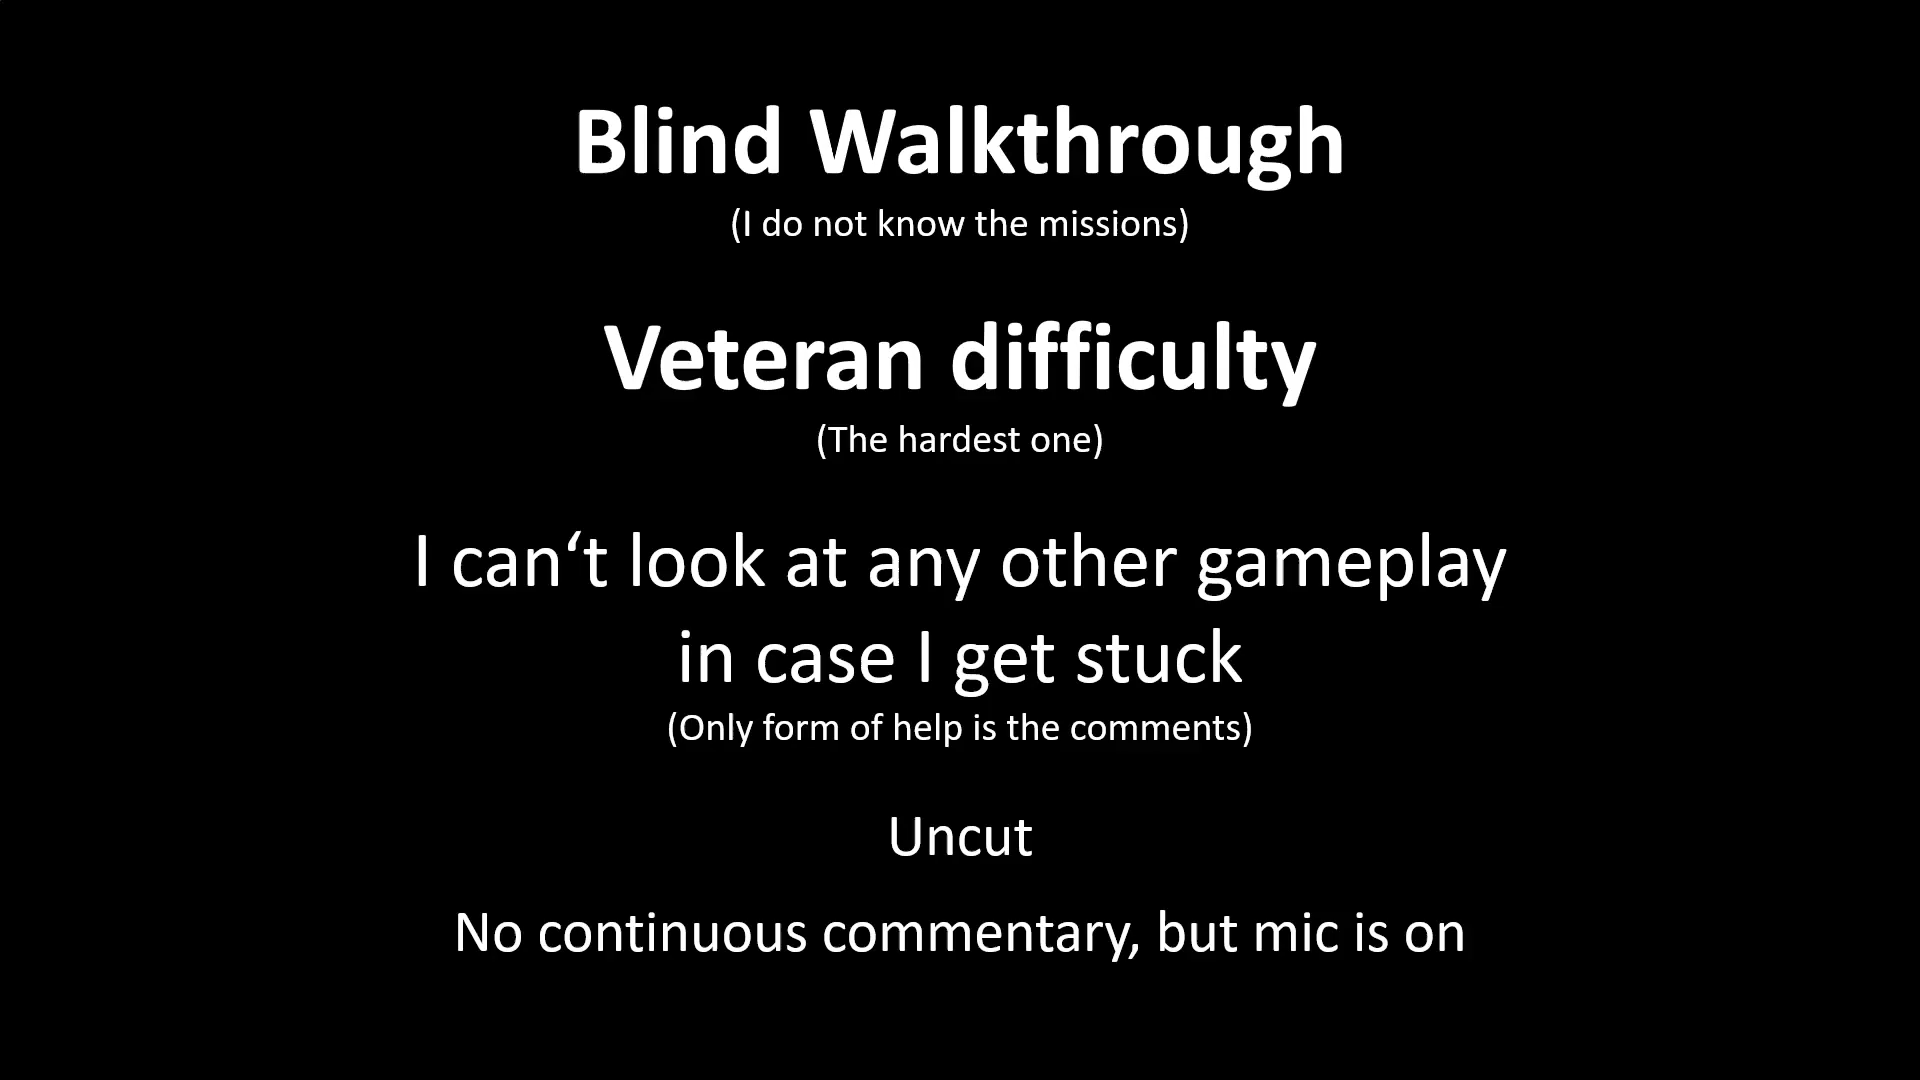 Blind Walkthrough
(I do not know the missions)
Veteran difficulty
(The hardest one)
I can‘t look at any other gameplay
in case I get stuck
(Only form of help is the comments)
Uncut
No continuous commentary, but mic is on